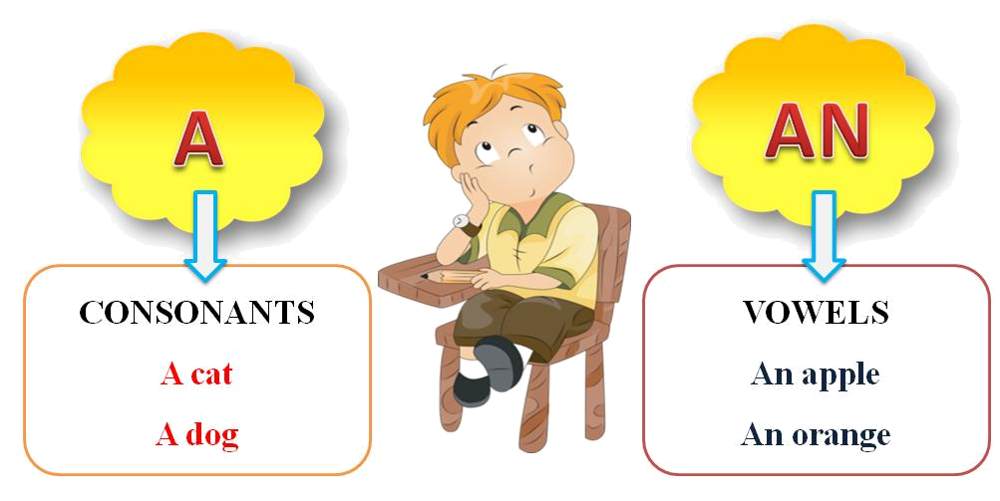 A
CONSONANTS
A cat
A dog
AN
VOWELS
An apple
An orange